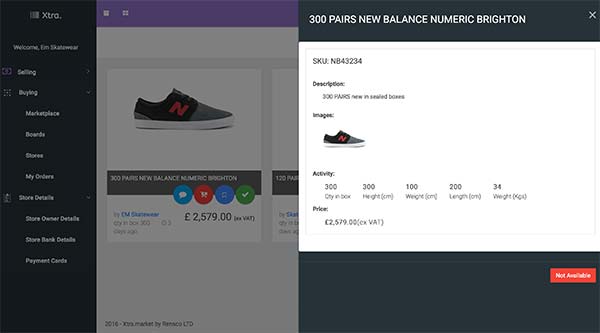 Xtra.
Welcome, Em Skatewear
Selling
Buying
Marketplace
Boards
Stores
My Orders
Store Details
Store Owner Details
Store Bank Details
Payment Cards
300 PAIRS NEW BALANCE NUMERIC BRIGHTON
by EM Skatewear
£ 2,579.00 (ex VAT)
qty in box 300
3
days ago
120 PAIR
by Skat
qty in b
days ago
2016 - Xtra.market by Rensco LTD
300 PAIRS NEW BALANCE NUMERIC BRIGHTON
SKU: NB43234
Description:
300 PAIRS new in sealed boxes
Images:
Activity:
300 300 100 200 34
Qty in box Height (cm) Weight (cm) Length (cm) Weight (Kgs)
Price:
£2,579.00(ex VAT)
Not Available